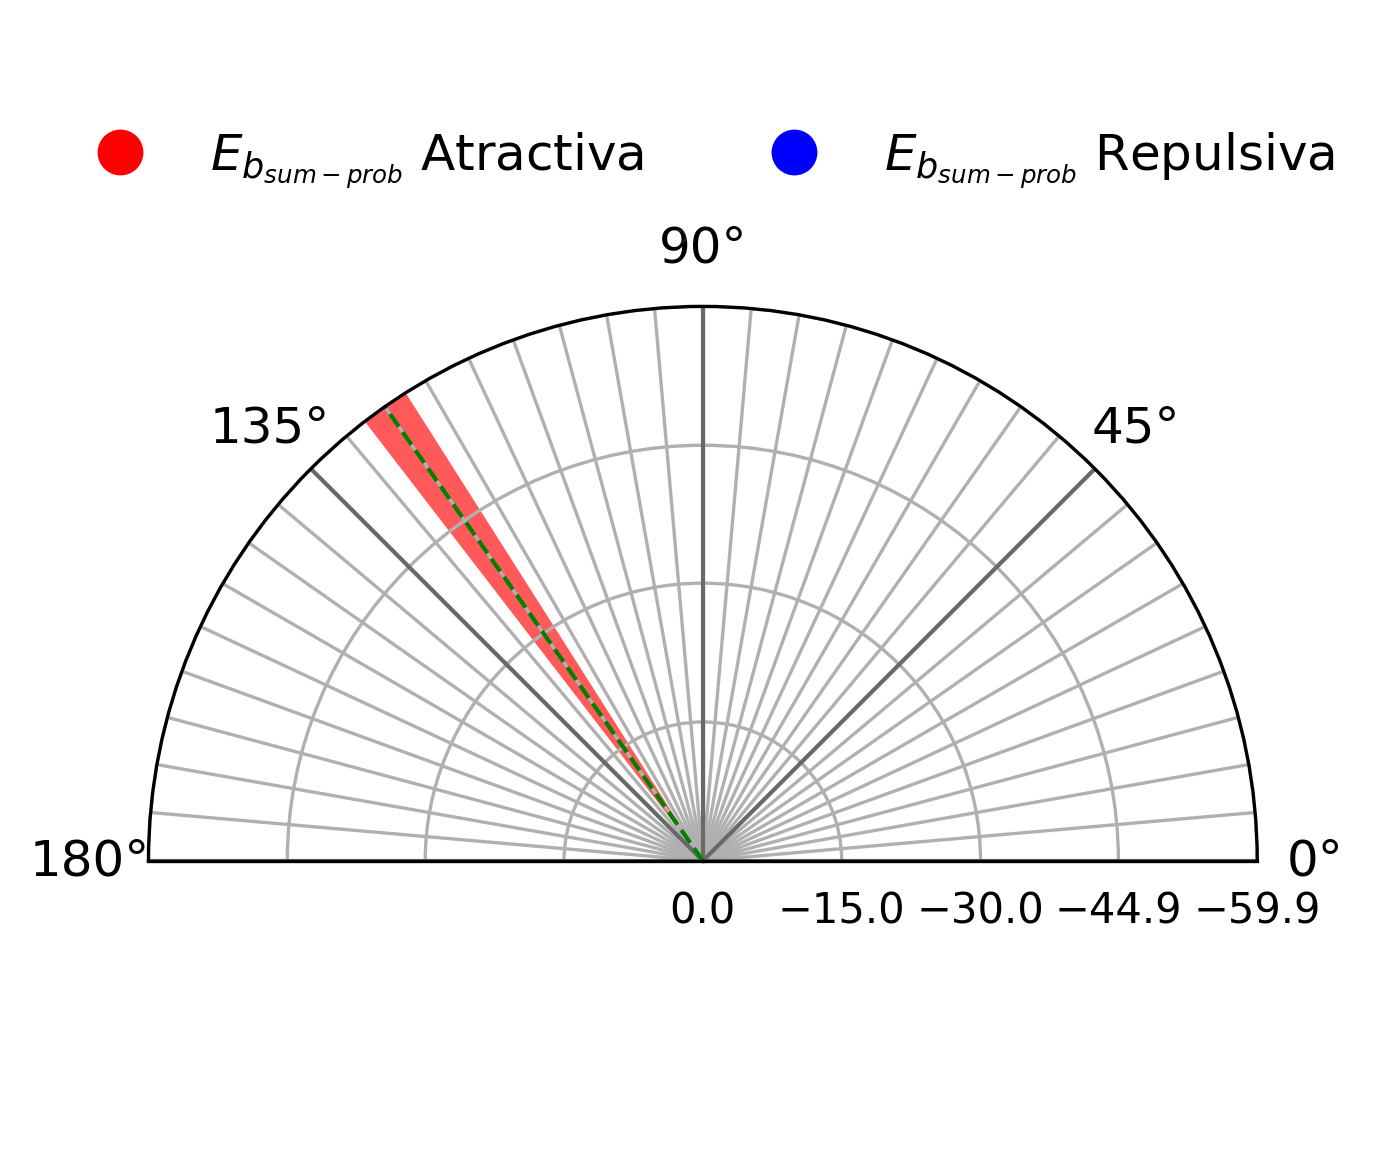 E_{b_{sum-prob}} Atractiva E_{b_{sum-prob}} Repulsiva
90°
135° 45°
180° 0°
0.0 −15.0 −30.0 −44.9 −59.9